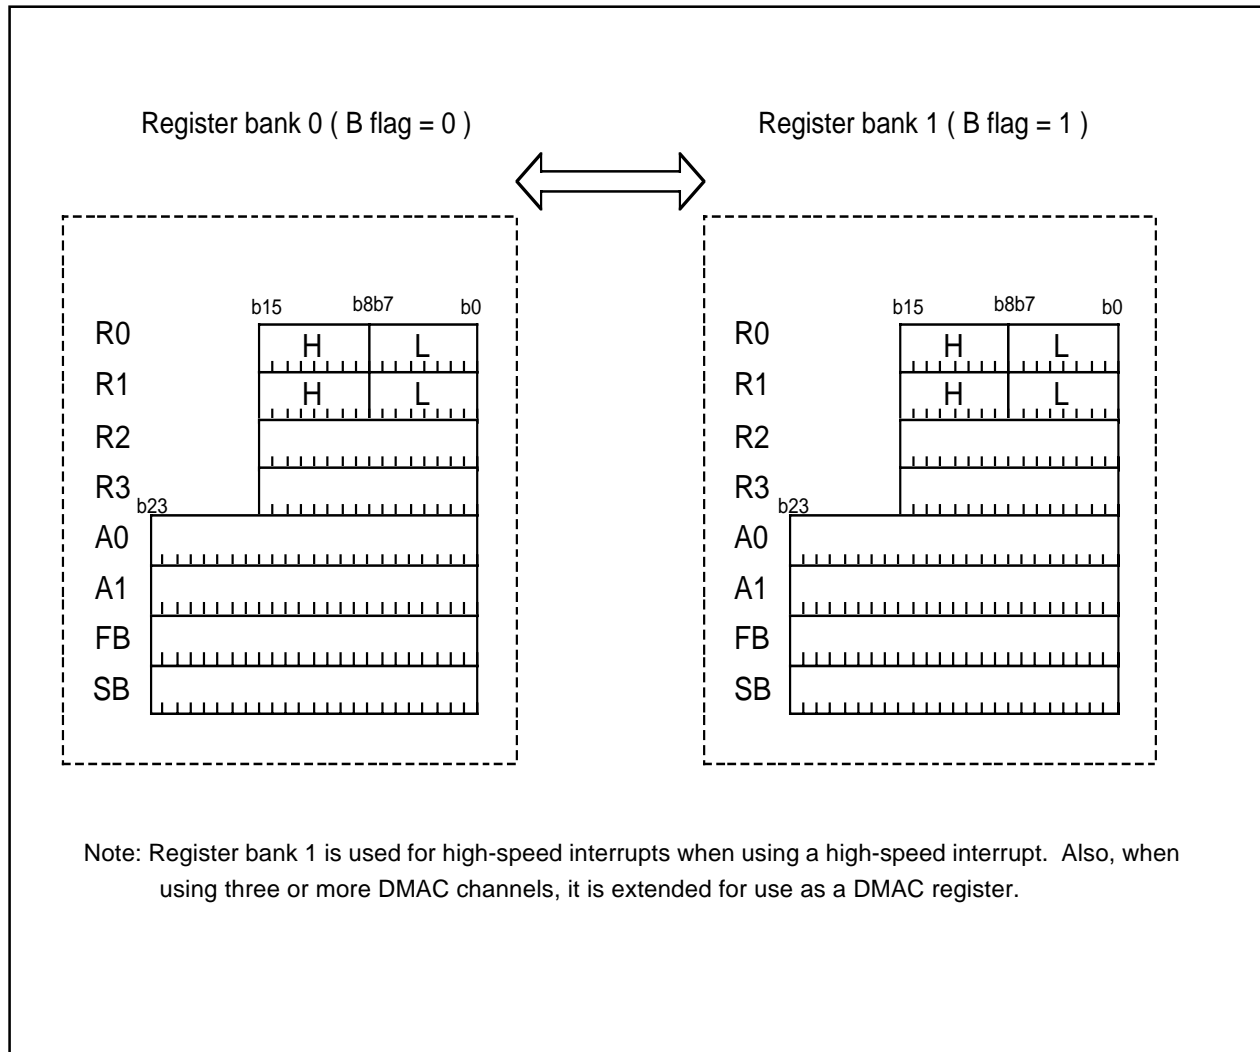 Register bank 0 ( B flag = 0 )
Register bank 1 ( B flag = 1 )
b15 b8b7 b0
R0 H L
R1 H L
R2
R3
b23
A0
A1
FB
SB
b15 b8b7 b0
R0 H L
R1 H L
R2
R3
b23
A0
A1
FB
SB
Note: Register bank 1 is used for high-speed interrupts when using a high-speed interrupt. Also, when
using three or more DMAC channels, it is extended for use as a DMAC register.